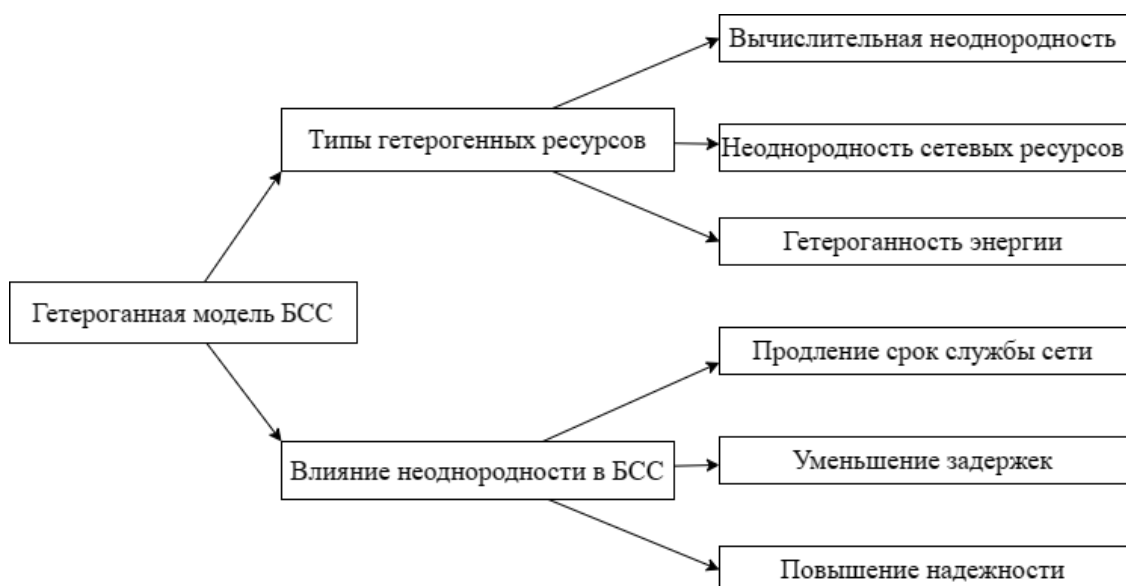 Вычислительная неоднородность
Типы гетерогенных ресурсов
Неоднородность сетевых ресурсов
Гетероганность энергии
Гетероганная модель БСС
Продление срок службы сети
Влияние неоднородности в БСС
Уменьшение задержек
Повышение надежности